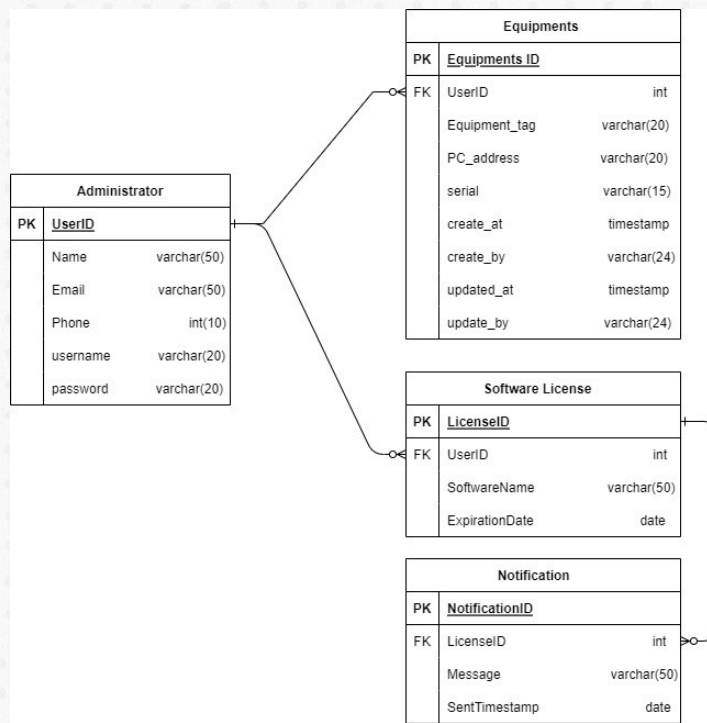 Equipments
PK Equipments ID
FK UserID int
Equipment_tag varchar(20)
PC_address varchar(20)
serial varchar(15)
create_at timestamp
create_by varchar(24)
updated_at timestamp
update_by varchar(24)
Administrator
PK UserID
Name varchar(50)
Email varchar(50)
Phone int(10)
username varchar(20)
password varchar(20)
Software License
PK LicenseID
FK UserID int
SoftwareName varchar(50)
ExpirationDate date
Notification
PK NotificationID
FK LicenseID int
Message varchar(50)
SentTimestamp date